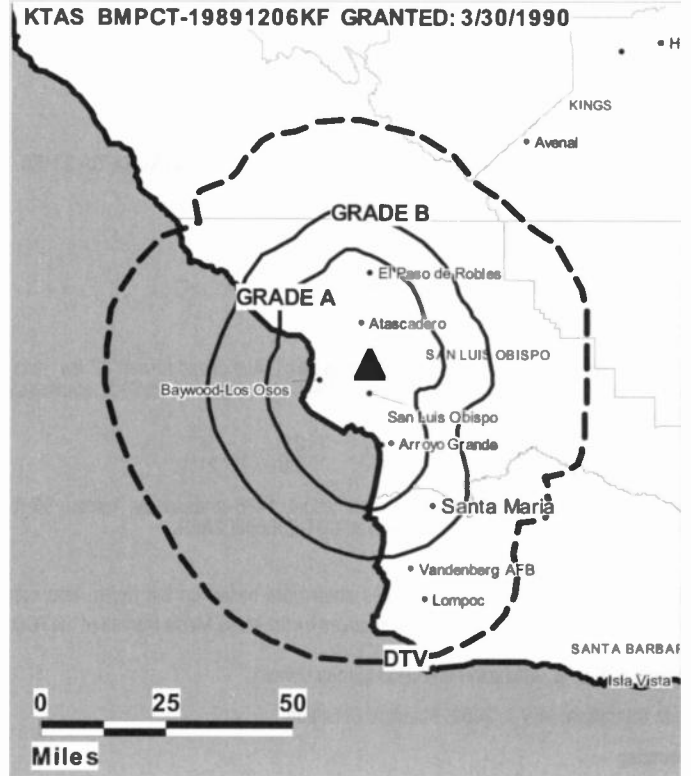 KTAS BMPCT-19891206KF GRANTED: 3/30/1990
H
KINGS
Avenal
GRADE B
El Paso de Robles
GRADE A
Atascadero
SAN LUIS OBISPO
Baywood-Los Osos
San Luis Obispo
Arroyo Grande
Santa Maria
Vandenberg AFB
Lompoc
DTV
SANTA BARBAR
Isla Vista
0 25 50
Miles